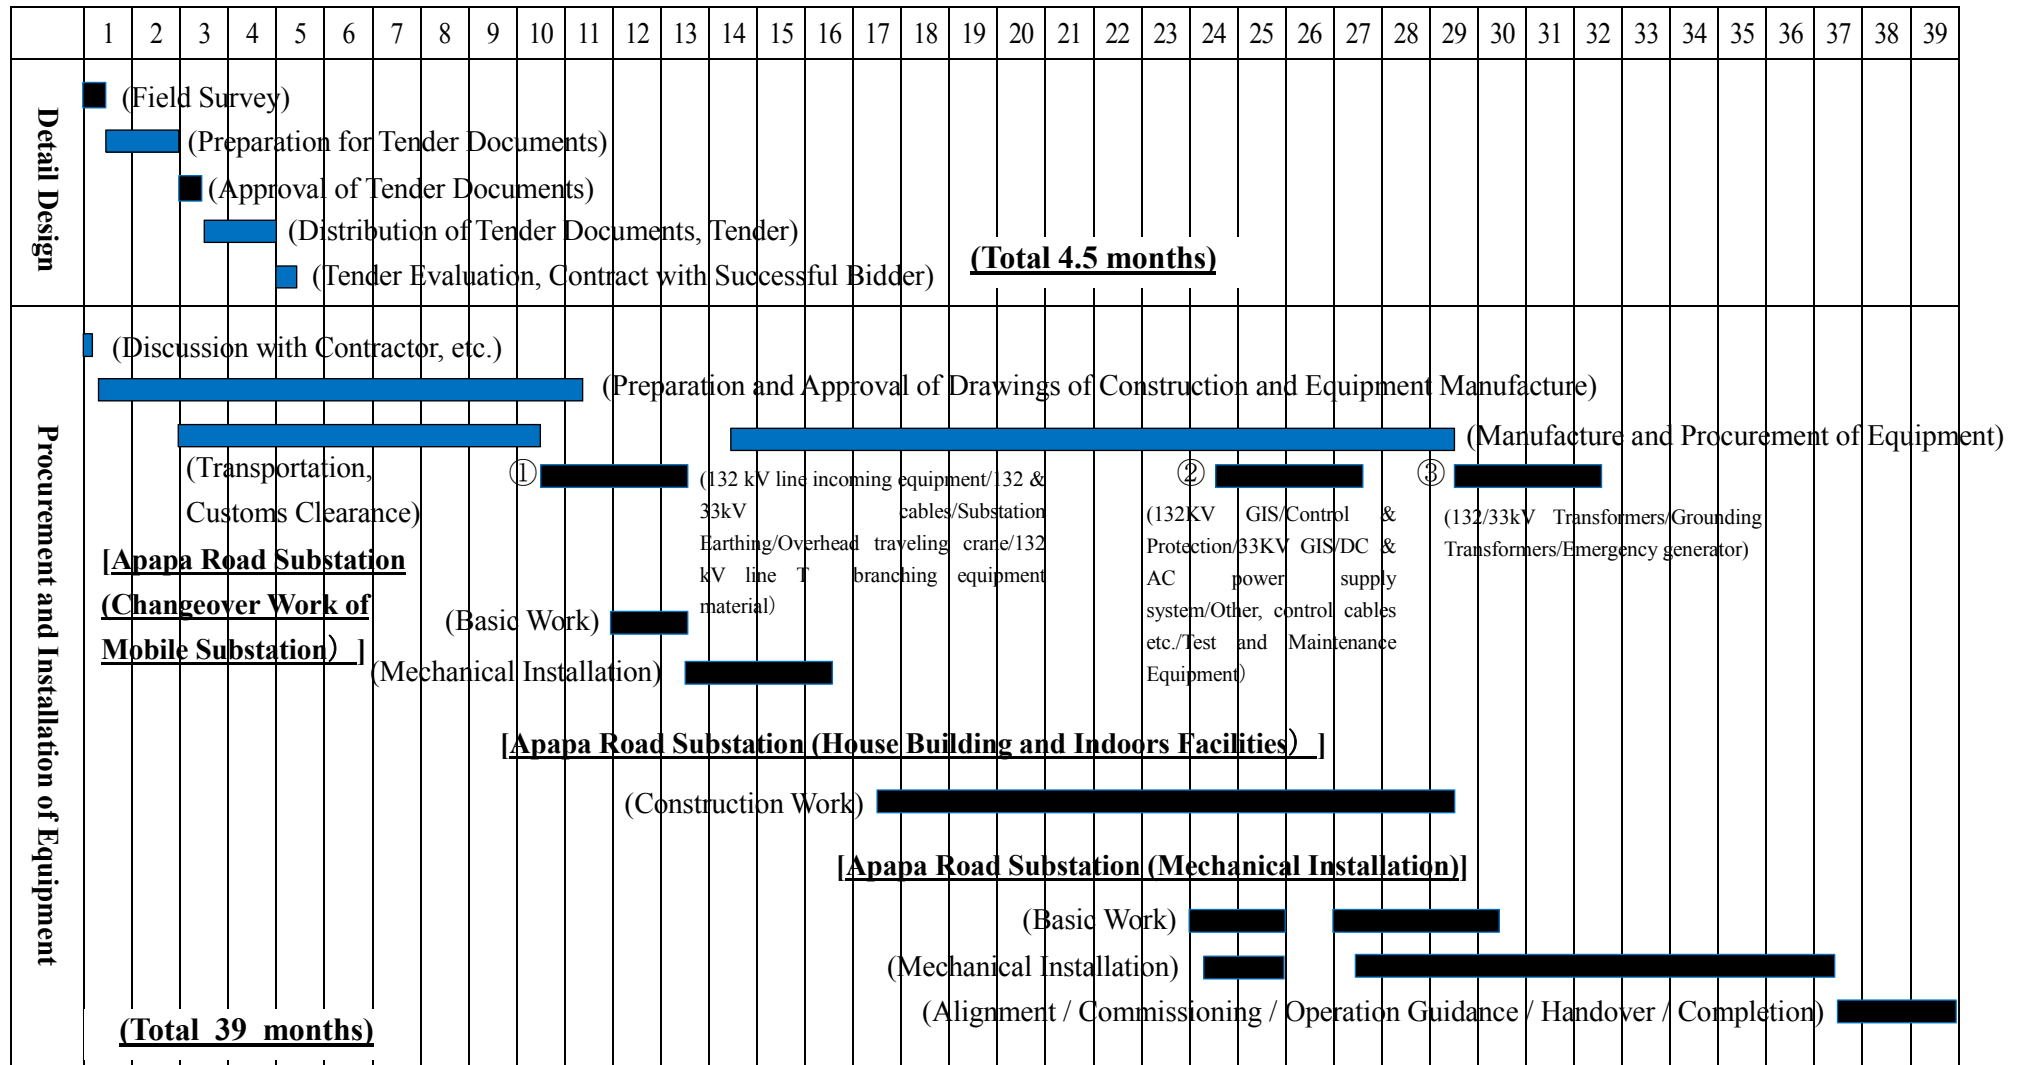 1 2 3 4 5 6 7 8 9 10 11 12 13 14 15 16 17 18 19 20 21 22 23 24 25 26 27 28 29 30 31 32 33 34 35 36 37 38 39
Detail Design
(Field Survey)
(Preparation for Tender Documents)
(Approval of Tender Documents)
(Distribution of Tender Documents, Tender)
(Total 4.5 months)
(Tender Evaluation, Contract with Successful Bidder)
Procurement and Installation of Equipment
(Discussion with Contractor, etc.)
(Preparation and Approval of Drawings of Construction and Equipment Manufacture)
(Manufacture and Procurement of Equipment)
(Transportation,
Customs Clearance)
①
(132 kV line incoming equipment/132 &
33kV cables/Substation
Earthing/Overhead traveling crane/132
kV line T branching equipment
material)
②
(132KV GIS/Control &
Protection/33KV GIS/DC &
AC power supply
system/Other, control cables
etc./Test and Maintenance
Equipment)
③
(132/33kV Transformers/Grounding
Transformers/Emergency generator)
[Apapa Road Substation
(Changeover Work of
Mobile Substation) ]
(Basic Work)
(Mechanical Installation)
[Apapa Road Substation (House Building and Indoors Facilities) ]
(Construction Work)
[Apapa Road Substation (Mechanical Installation)]
(Basic Work)
(Mechanical Installation)
(Alignment / Commissioning / Operation Guidance / Handover / Completion)
(Total 39 months)